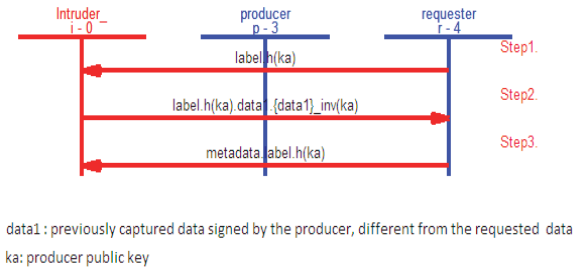 Intruder_ producer requester
i - 0 p - 3 r - 4
Step1.
label.h(ka)
Step2.
label.h(ka).data1.{data1}_inv(ka)
Step3.
metadata.label.h(ka)
data1 : previously captured data signed by the producer, different from the requested data
ka: producer public key